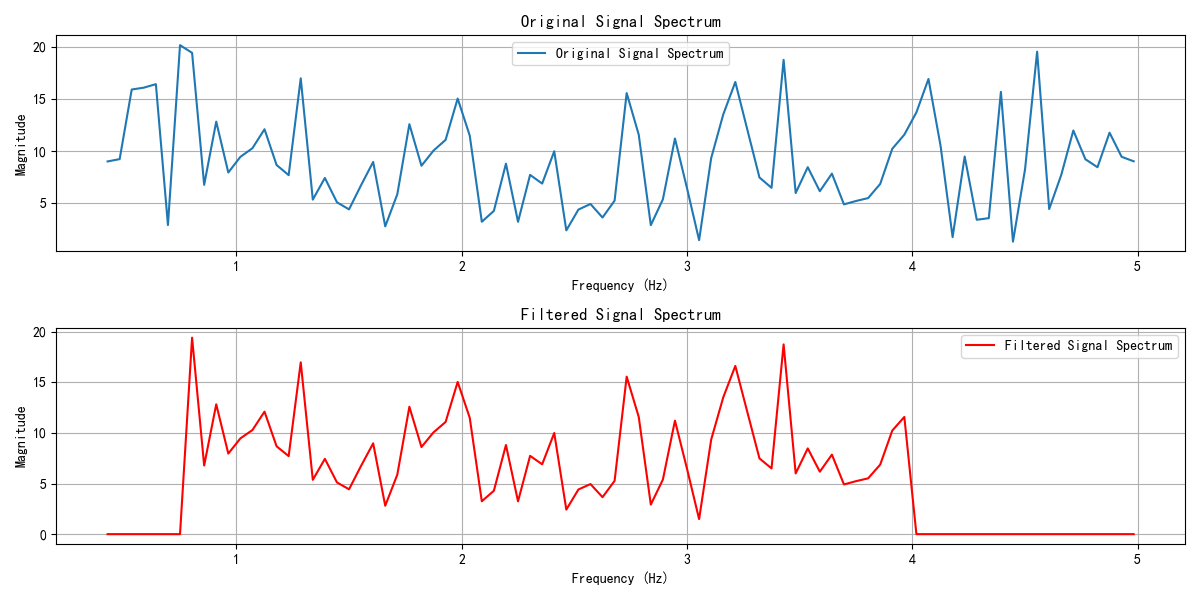 Original Signal Spectrum
Original Signal Spectrum
20
15
10
5
Magnitude
1 2 3 4 5
Frequency (Hz)
Filtered Signal Spectrum
Filtered Signal Spectrum
20
15
10
5
0
Magnitude
1 2 3 4 5
Frequency (Hz)